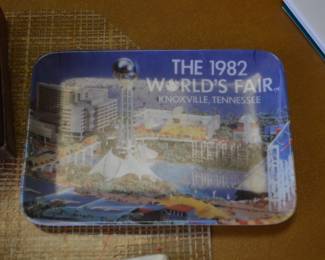 THE 1982
WORLD'S FAIR
KNOXVILLE, TENNESSEE